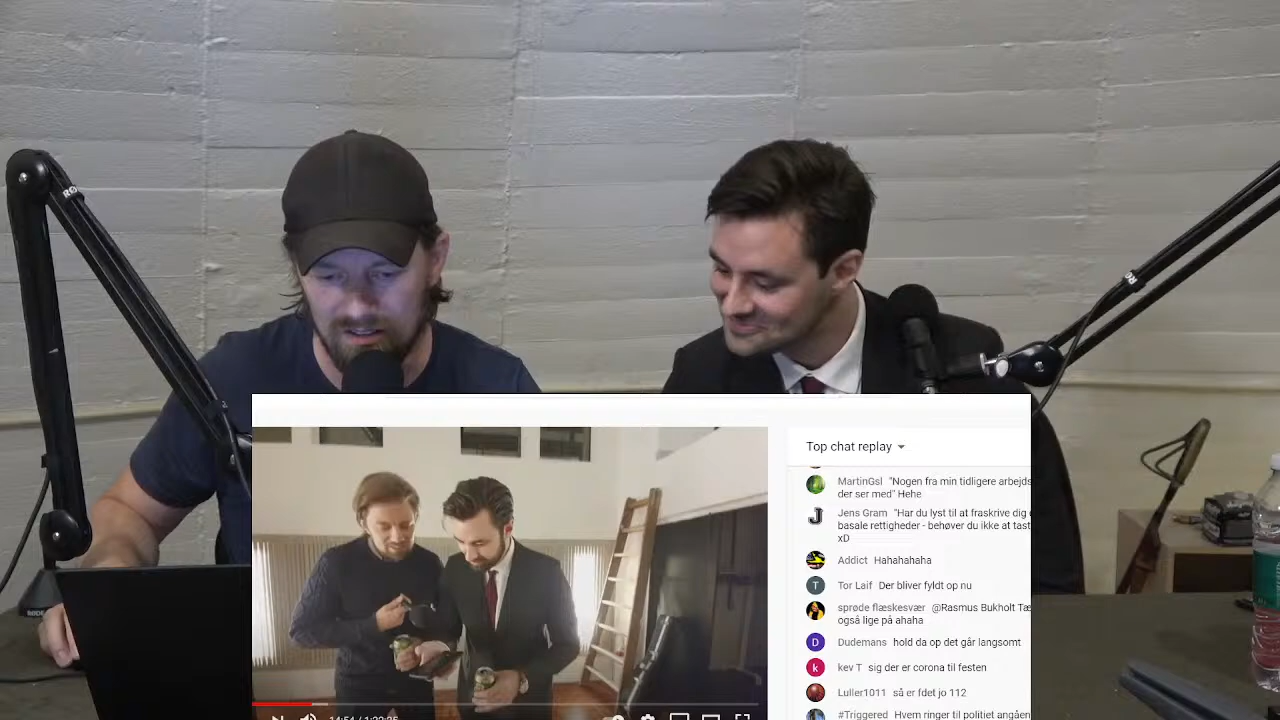 Top chat replay
MartinGsl "Nogen fra min tidligere arbejds
der ser med" Hehe
Jens Gram "Har du lyst til at fraskrive dig
basale rettigheder - behøver du ikke at tast
xD
Addict Hahahahaha
T Tor Laif Der bliver fyldt op nu
sprøde flæskesvær @Rasmus Bukholt Tæ
også lige på ahaha
D Dudemans hold da op det går langsomt
k kev T sig der er corona til festen
Luller1011 så er fdet jo 112
#Triggered Hvem ringer til politiet angåen